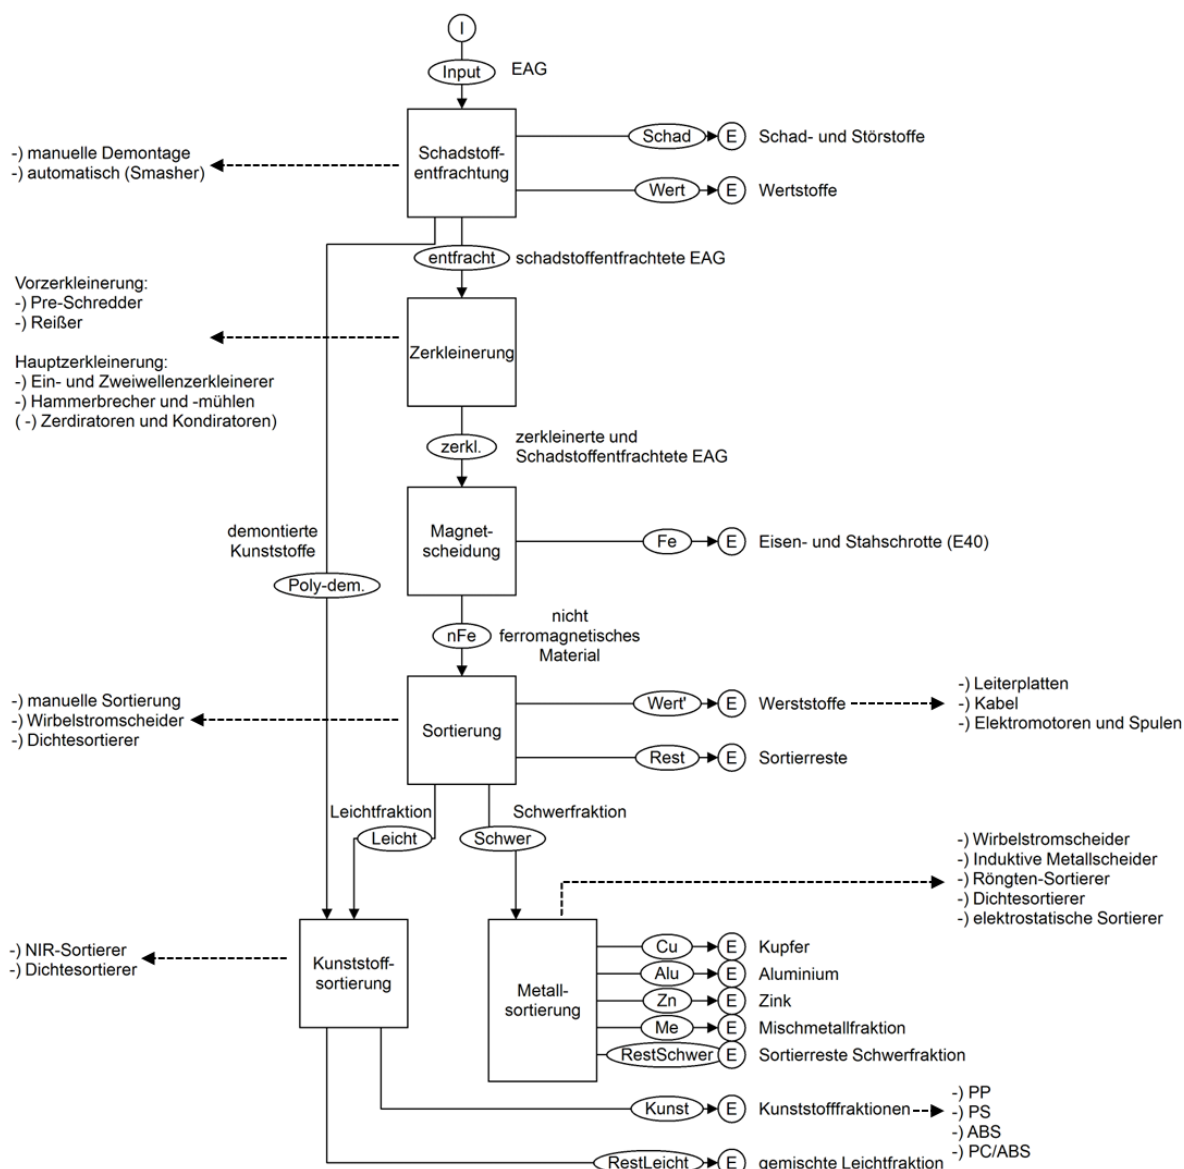 I
Input
EAG
Schadstoff-
entfrachtung
Schad
E
Schad- und Störstoffe
-) manuelle Demontage
-) automatisch (Smasher)
Wert
E
Wertstoffe
entfracht
schadstoffentfrachtete EAG
Vorzerkleinerung:
-) Pre-Schredder
-) Reißer
Hauptzerkleinerung:
-) Ein- und Zweiwellenzerkleinerer
-) Hammerbrecher und -mühlen
( -) Zerdiratoren und Kondiratoren)
Zerkleinerung
zerkl.
zerkleinerte und
Schadstoffentfrachtete EAG
demontierte
Kunststoffe
Poly-dem.
Magnet-
scheidung
Fe
E
Eisen- und Stahschrotte (E40)
nFe
nicht
ferromagnetisches
Material
-) manuelle Sortierung
-) Wirbelstromscheider
-) Dichtesortierer
Sortierung
Wert'
E
Werststoffe
-) Leiterplatten
-) Kabel
-) Elektromotoren und Spulen
Rest
E
Sortierreste
Leichtfraktion
Leicht
Schwerfraktion
Schwer
-) Wirbelstromscheider
-) Induktive Metallscheider
-) Röngten-Sortierer
-) Dichtesortierer
-) elektrostatische Sortierer
-) NIR-Sortierer
-) Dichtesortierer
Kunststoff-
sortierung
Metall-
sortierung
Cu
E
Kupfer
Alu
E
Aluminium
Zn
E
Zink
Me
E
Mischmetallfraktion
RestSchwer
E
Sortierreste Schwerfraktion
Kunst
E
Kunstofffraktionen
-) PP
-) PS
-) ABS
-) PC/ABS
RestLeicht
E
gemischte Leichtfraktion